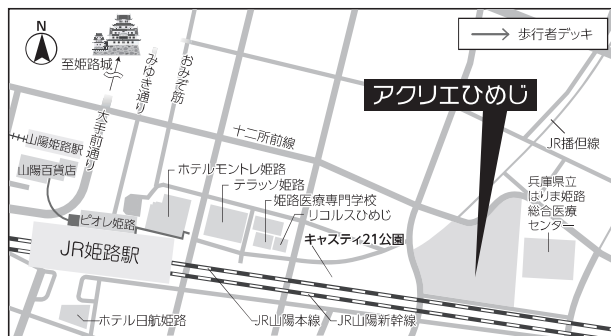 N
歩行者デッキ
至姫路城
みゆき通り
おみぞ筋
大手前通り
アクリエひめじ
十二所前線
JR播但線
山陽姫路駅
山陽百貨店
ホテルモントレ姫路
テラッソ姫路
姫路医療専門学校
リコルスひめじ
兵庫県立
はりま姫路
総合医療
センター
ピオレ姫路
キャスティ21公園
JR姫路駅
ホテル日航姫路
JR山陽本線
JR山陽新幹線